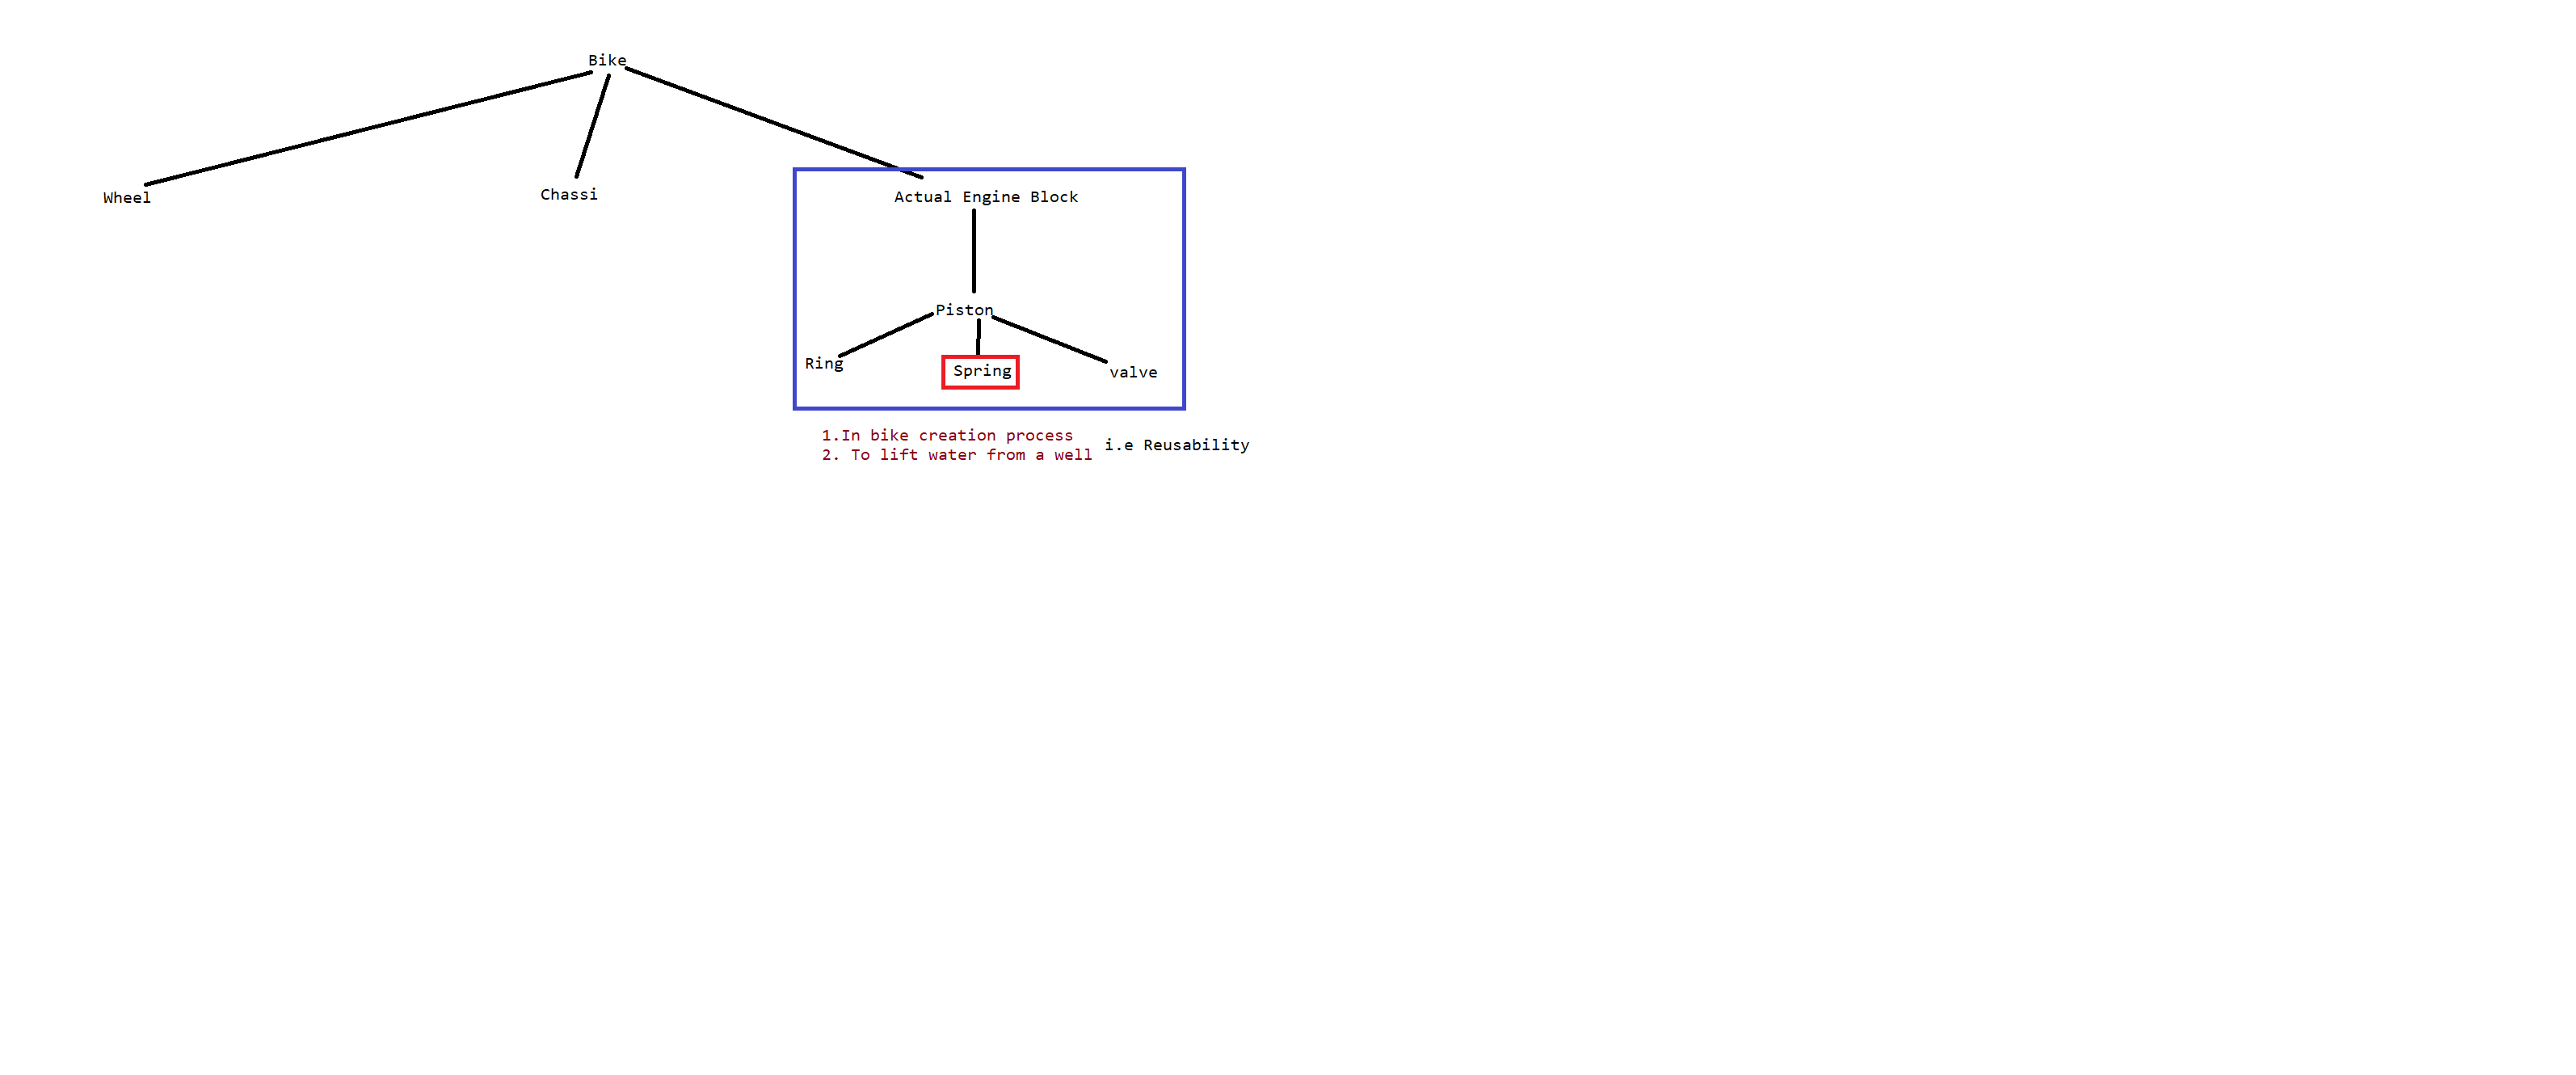 Bike
Wheel
Chassi
Actual Engine Block
Piston
Ring
Spring
valve
1.In bike creation process
2. To lift water from a well
i.e Reusability